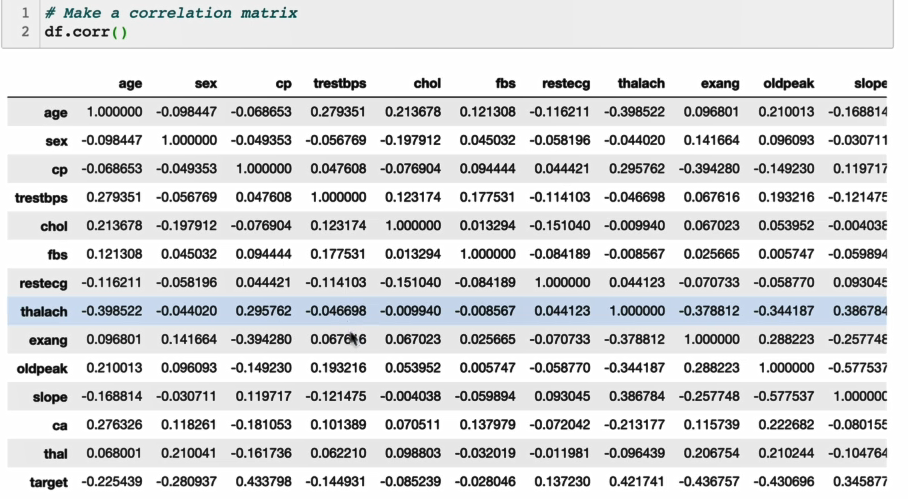 1 # Make a correlation matrix
2 df.corr()
age sex cp trestbps chol fbs restecg thalach exang oldpeak slope
age 1.000000 -0.098447 -0.068653 0.279351 0.213678 0.121308 -0.116211 -0.398522 0.096801 0.210013 -0.168814
sex -0.098447 1.000000 -0.049353 -0.056769 -0.197912 0.045032 -0.058196 -0.044020 0.141664 0.096093 -0.030711
cp -0.068653 -0.049353 1.000000 0.047608 -0.076904 0.094444 0.044421 0.295762 -0.394280 -0.149230 0.119717
trestbps 0.279351 -0.056769 0.047608 1.000000 0.123174 0.177531 -0.114103 -0.046698 0.067616 0.193216 -0.121475
chol 0.213678 -0.197912 -0.076904 0.123174 1.000000 0.013294 -0.151040 -0.009940 0.067023 0.053952 -0.004038
fbs 0.121308 0.045032 0.094444 0.177531 0.013294 1.000000 -0.084189 -0.008567 0.025665 0.005747 -0.059894
restecg -0.116211 -0.058196 0.044421 -0.114103 -0.151040 -0.084189 1.000000 0.044123 -0.070733 -0.058770 0.093045
thalach -0.398522 -0.044020 0.295762 -0.046698 -0.009940 -0.008567 0.044123 1.000000 -0.378812 -0.344187 0.386784
exang 0.096801 0.141664 -0.394280 0.067616 0.067023 0.025665 -0.070733 -0.378812 1.000000 0.288223 -0.257748
oldpeak 0.210013 0.096093 -0.149230 0.193216 0.053952 0.005747 -0.058770 -0.344187 0.288223 1.000000 -0.577537
slope -0.168814 -0.030711 0.119717 -0.121475 -0.004038 -0.059894 0.093045 0.386784 -0.257748 -0.577537 1.000000
ca 0.276326 0.118261 -0.181053 0.101389 0.070511 0.137979 -0.072042 -0.213177 0.115739 0.222682 -0.080155
thal 0.068001 0.210041 -0.161736 0.062210 0.098803 -0.032019 -0.011981 -0.096439 0.206754 0.210244 -0.104764
target -0.225439 -0.280937 0.433798 -0.144931 -0.085239 -0.028046 0.137230 0.421741 -0.436757 -0.430696 0.345877